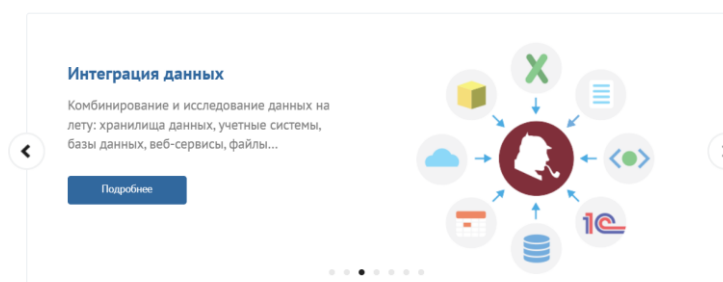 Интеграция данных
Комбинирование и исследование данных на
лету: хранилища данных, учетные системы,
базы данных, веб-сервисы, файлы...
Подробнее
X
1С